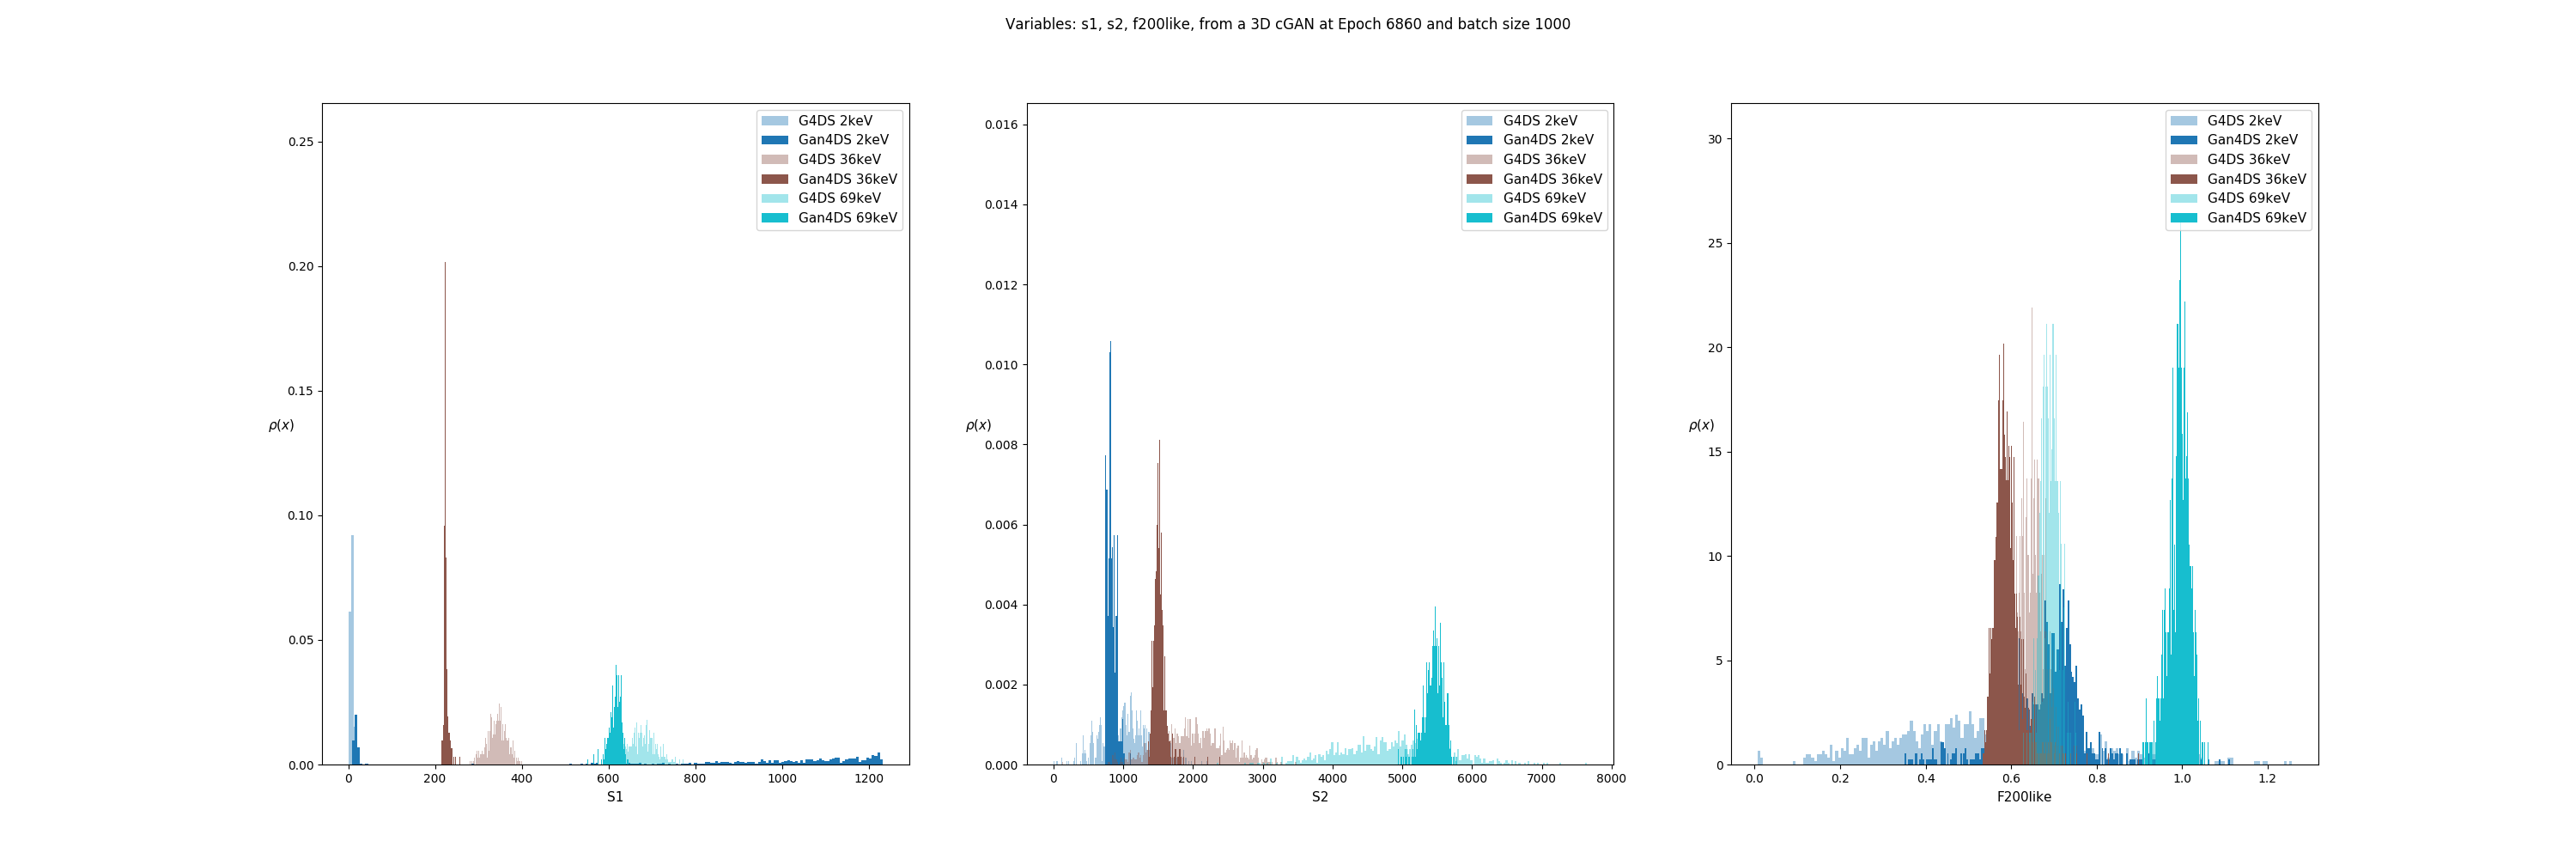 Variables: s1, s2, f200like, from a 3D cGAN at Epoch 6860 and batch size 1000
0.25
0.20
0.15
0.10
0.05
0.00
ρ(x)
G4DS 2keV
Gan4DS 2keV
G4DS 36keV
Gan4DS 36keV
G4DS 69keV
Gan4DS 69keV
0 200 400 600 800 1000 1200
S1
0.016
0.014
0.012
0.010
0.008
0.006
0.004
0.002
0.000
ρ(x)
G4DS 2keV
Gan4DS 2keV
G4DS 36keV
Gan4DS 36keV
G4DS 69keV
Gan4DS 69keV
0 1000 2000 3000 4000 5000 6000 7000 8000
S2
30
25
20
15
10
5
0
ρ(x)
G4DS 2keV
Gan4DS 2keV
G4DS 36keV
Gan4DS 36keV
G4DS 69keV
Gan4DS 69keV
0.0 0.2 0.4 0.6 0.8 1.0 1.2
F200like